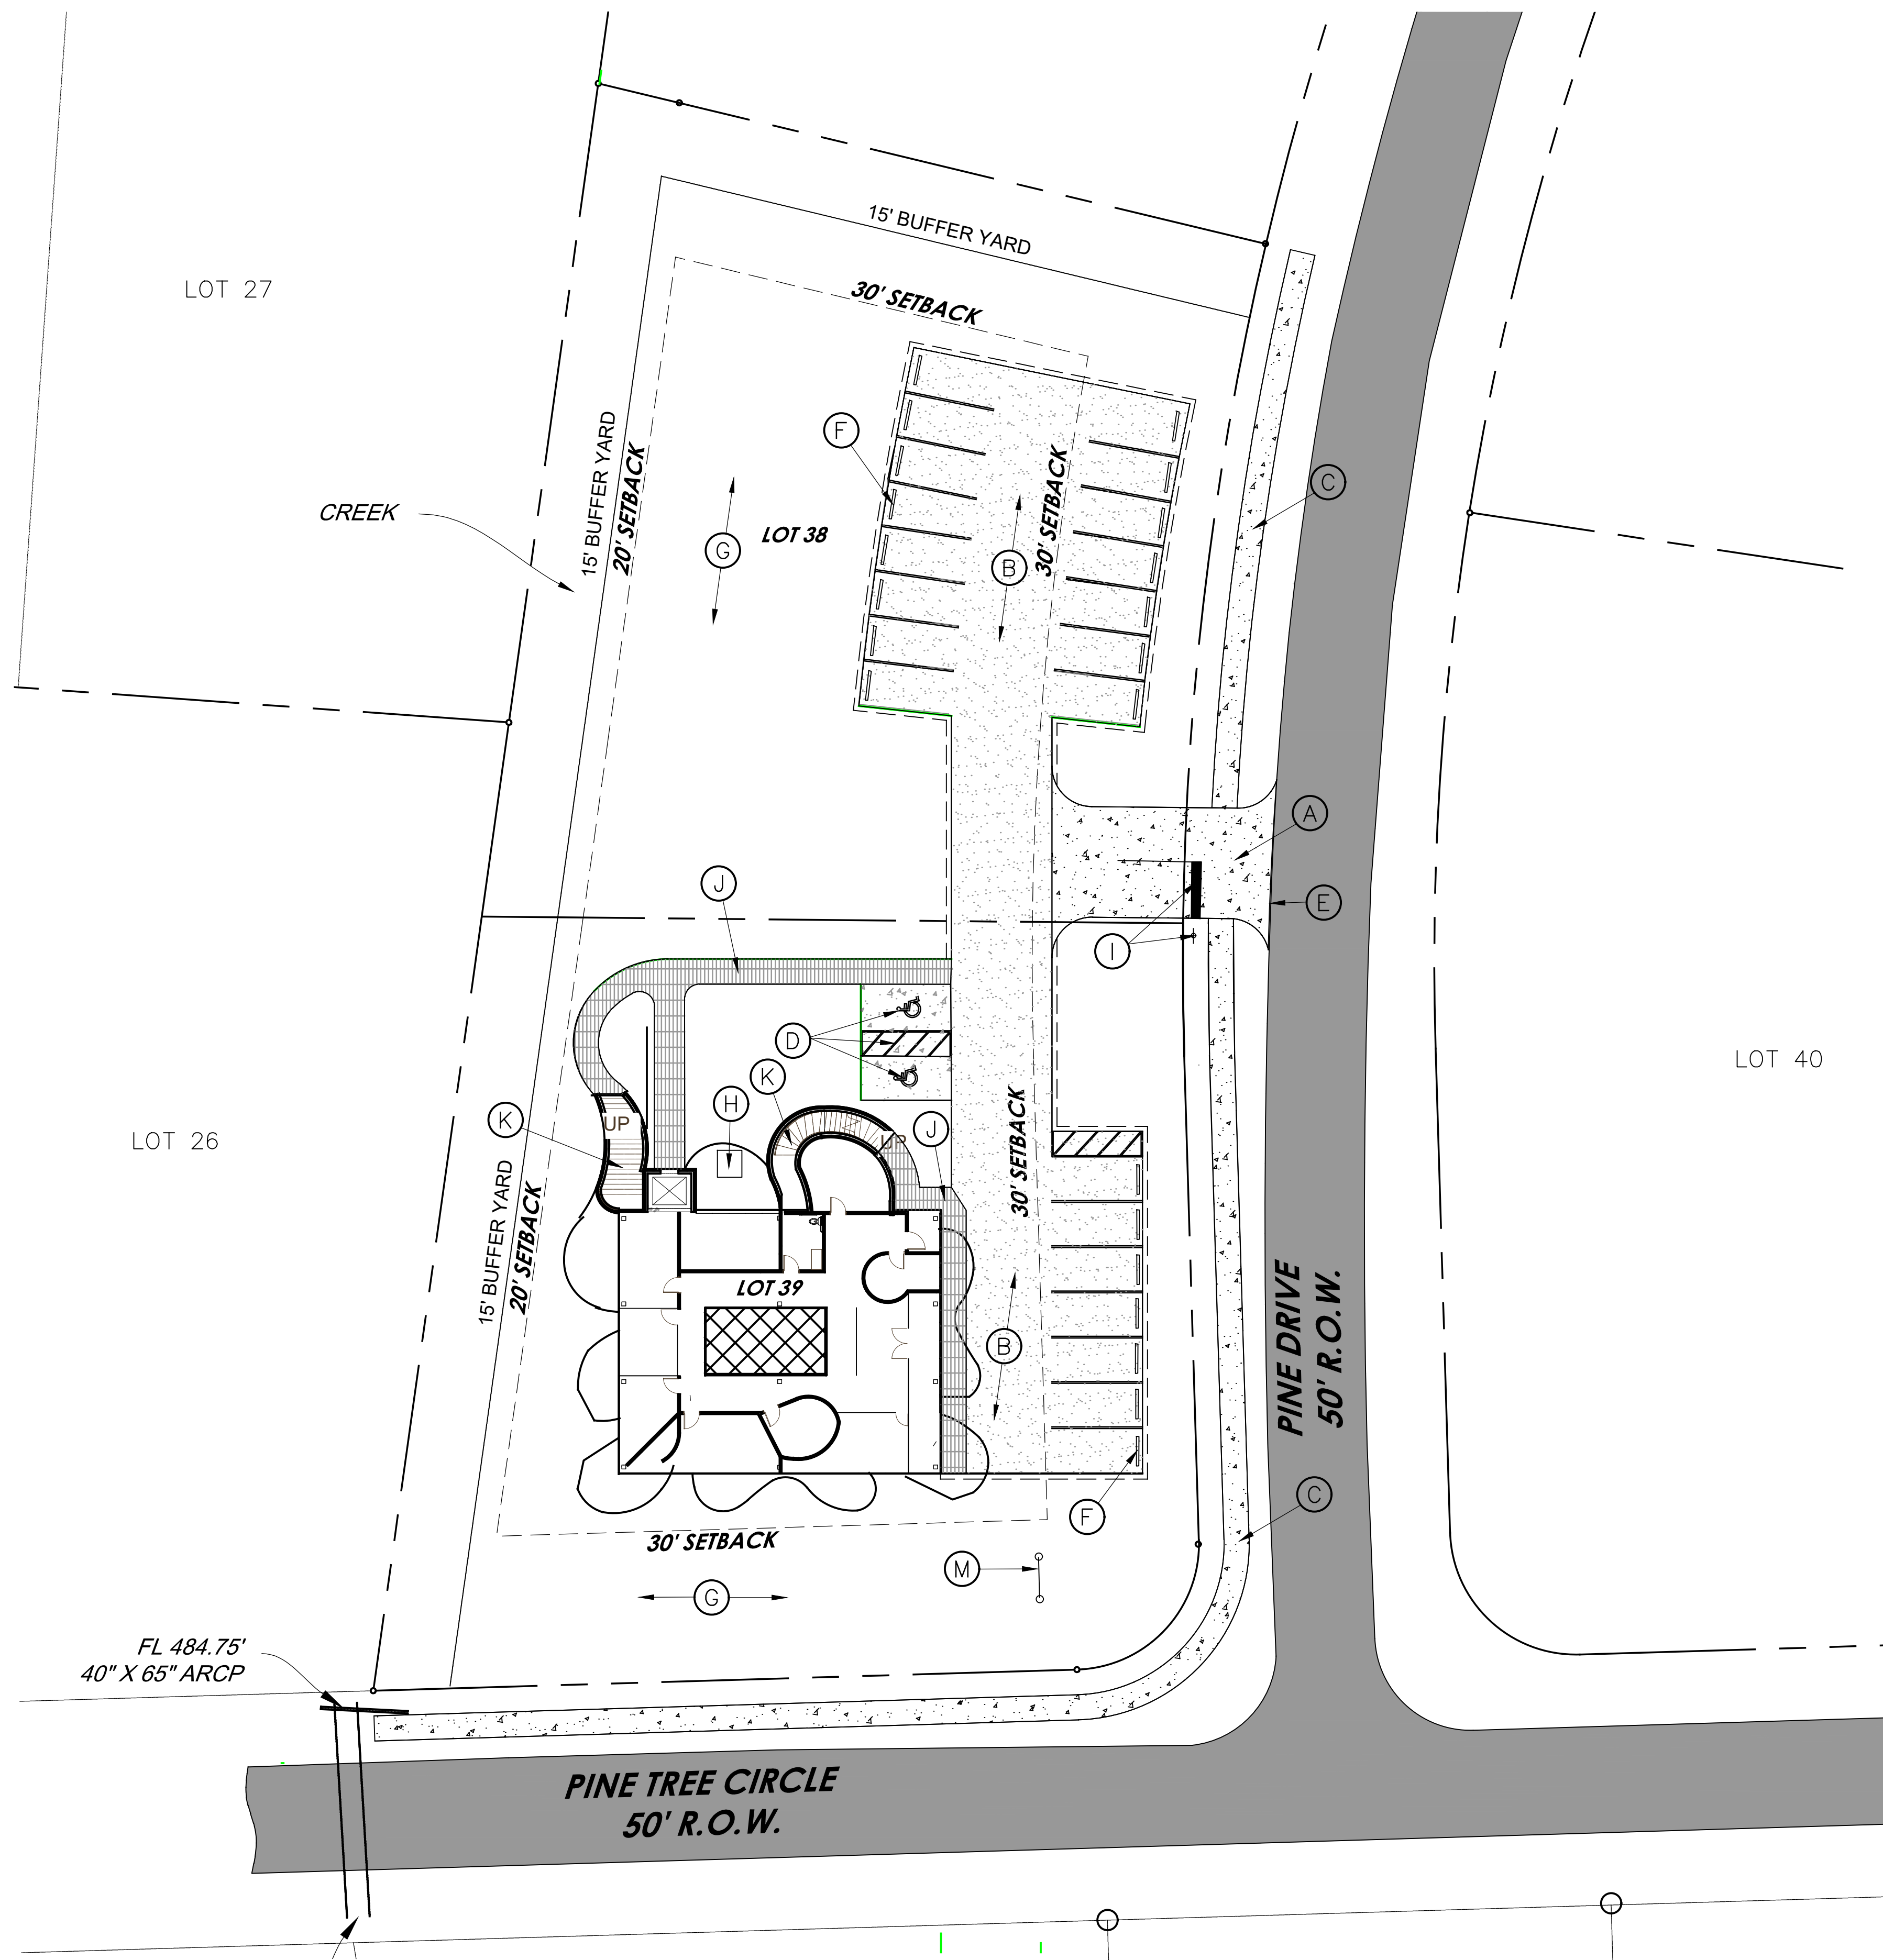 15' BUFFER YARD
LOT 27
30' SETBACK
F
C
15' BUFFER YARD
20' SETBACK
30' SETBACK
CREEK
G
LOT 38
B
A
J
E
I
D
K
LOT 40
H
K
UP
J
UP
LOT 26
30' SETBACK
15' BUFFER YARD
20' SETBACK
LOT 39
B
PINE DRIVE
50' R.O.W.
C
F
30' SETBACK
M
G
FL 484.75'
40" X 65" ARCP
PINE TREE CIRCLE
50' R.O.W.